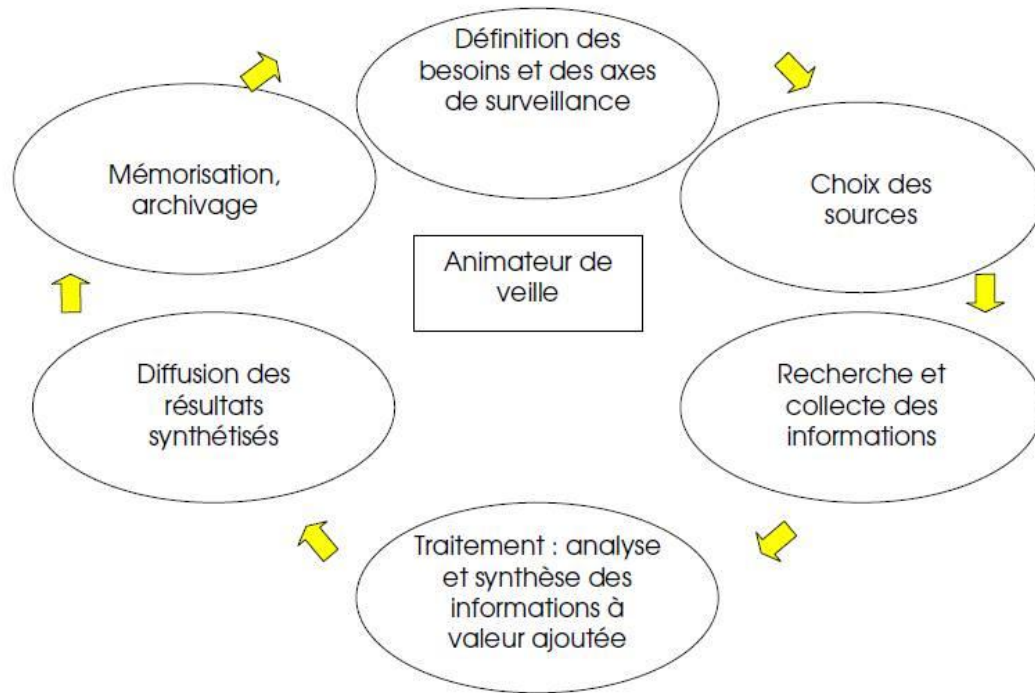 Définition des
besoins et des axes
de surveillance
Choix des
sources
Recherche et
collecte des
informations
Traitement : analyse
et synthèse des
informations à
valeur ajoutée
Diffusion des
résultats
synthétisés
Mémorisation,
archivage
Animateur de
veille